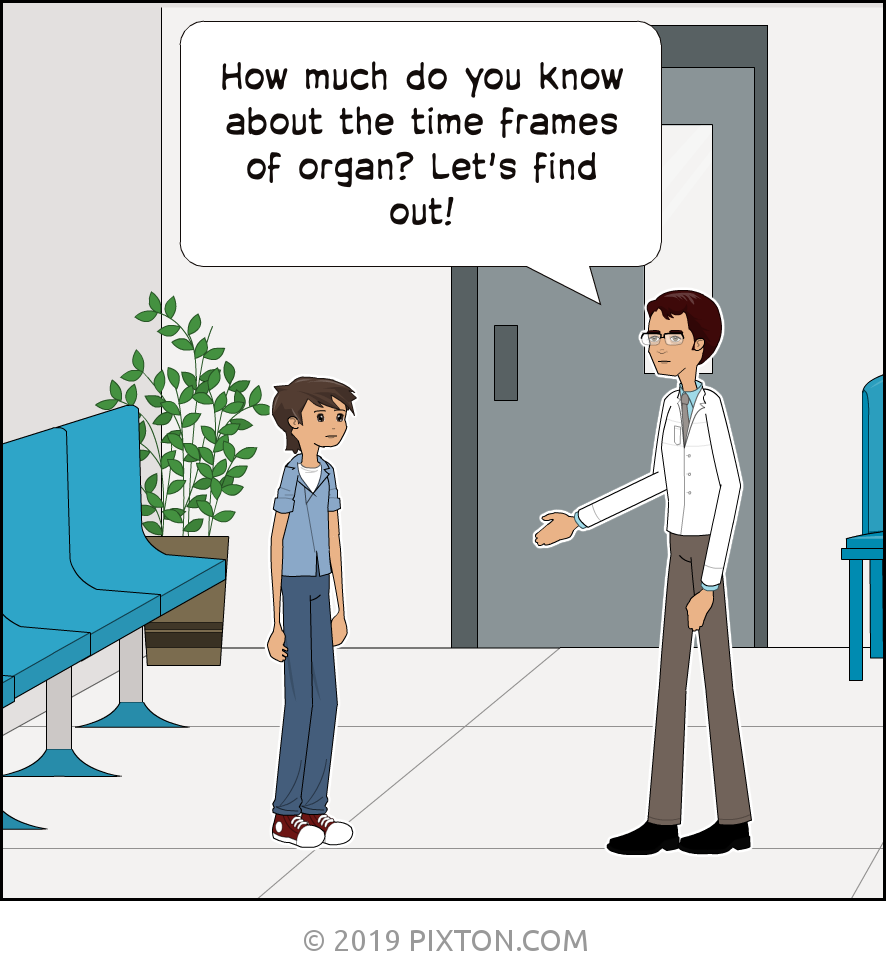 How much do you know
about the time frames
of organ? Let's find
out!
© 2019 PIXTON.COM